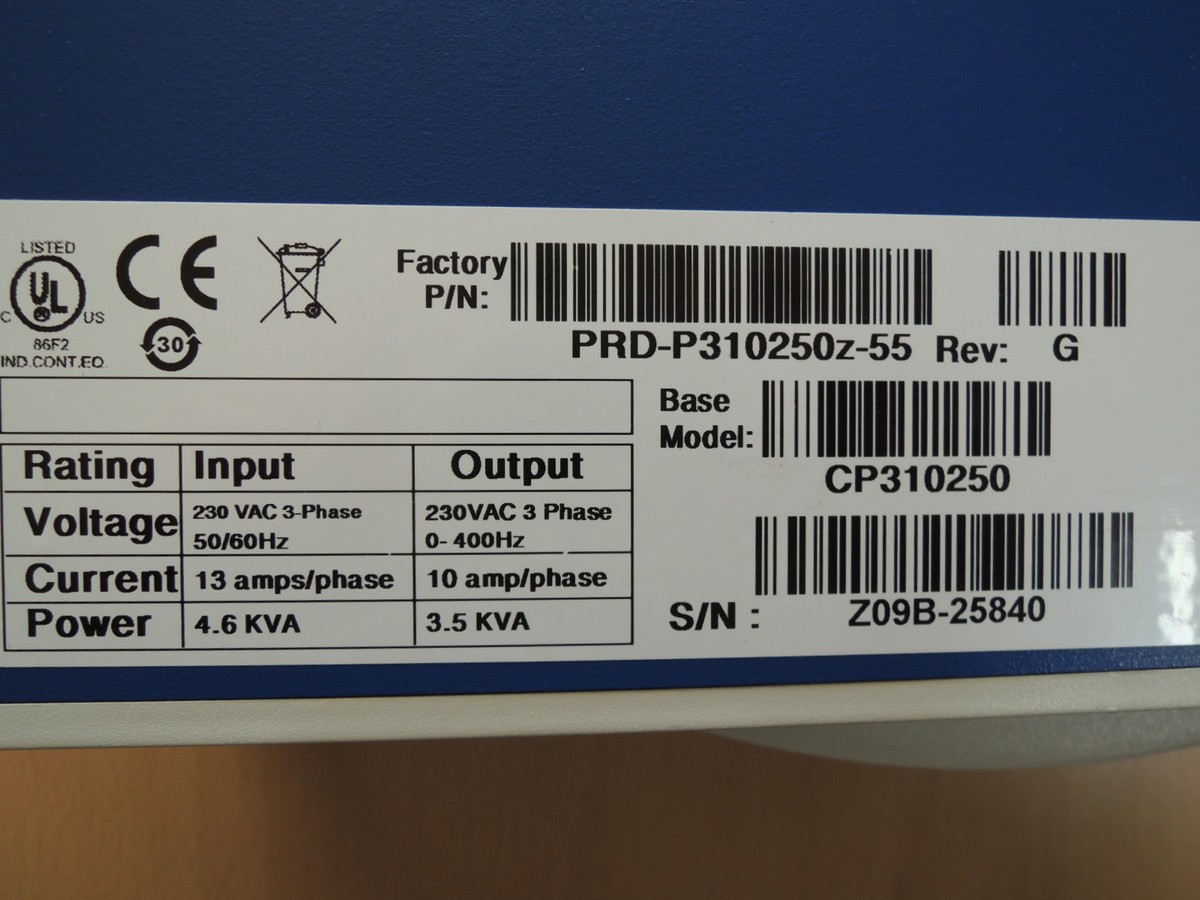 LISTED
UL
C US
86F2
IND.CONT.EQ.
CE
30
Factory
P/N:
PRD-P310250z-55 Rev: G
Base
Model:
CP310250
S/N : Z09B-25840
Rating Input Output
Voltage 230 VAC 3-Phase 230VAC 3 Phase
50/60Hz 0- 400Hz
Current 13 amps/phase 10 amp/phase
Power 4.6 KVA 3.5 KVA